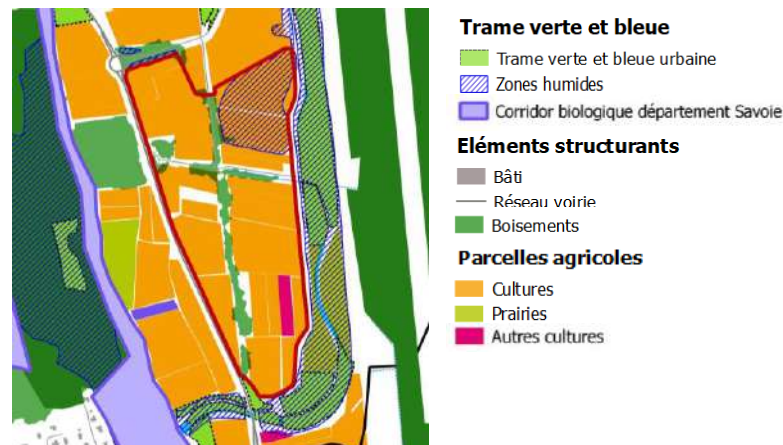 Trame verte et bleue
Trame verte et bleue urbaine
Zones humides
Corridor biologique département Savoie
Eléments structurants
Bâti
Réseau voirie
Boisements
Parcelles agricoles
Cultures
Prairies
Autres cultures